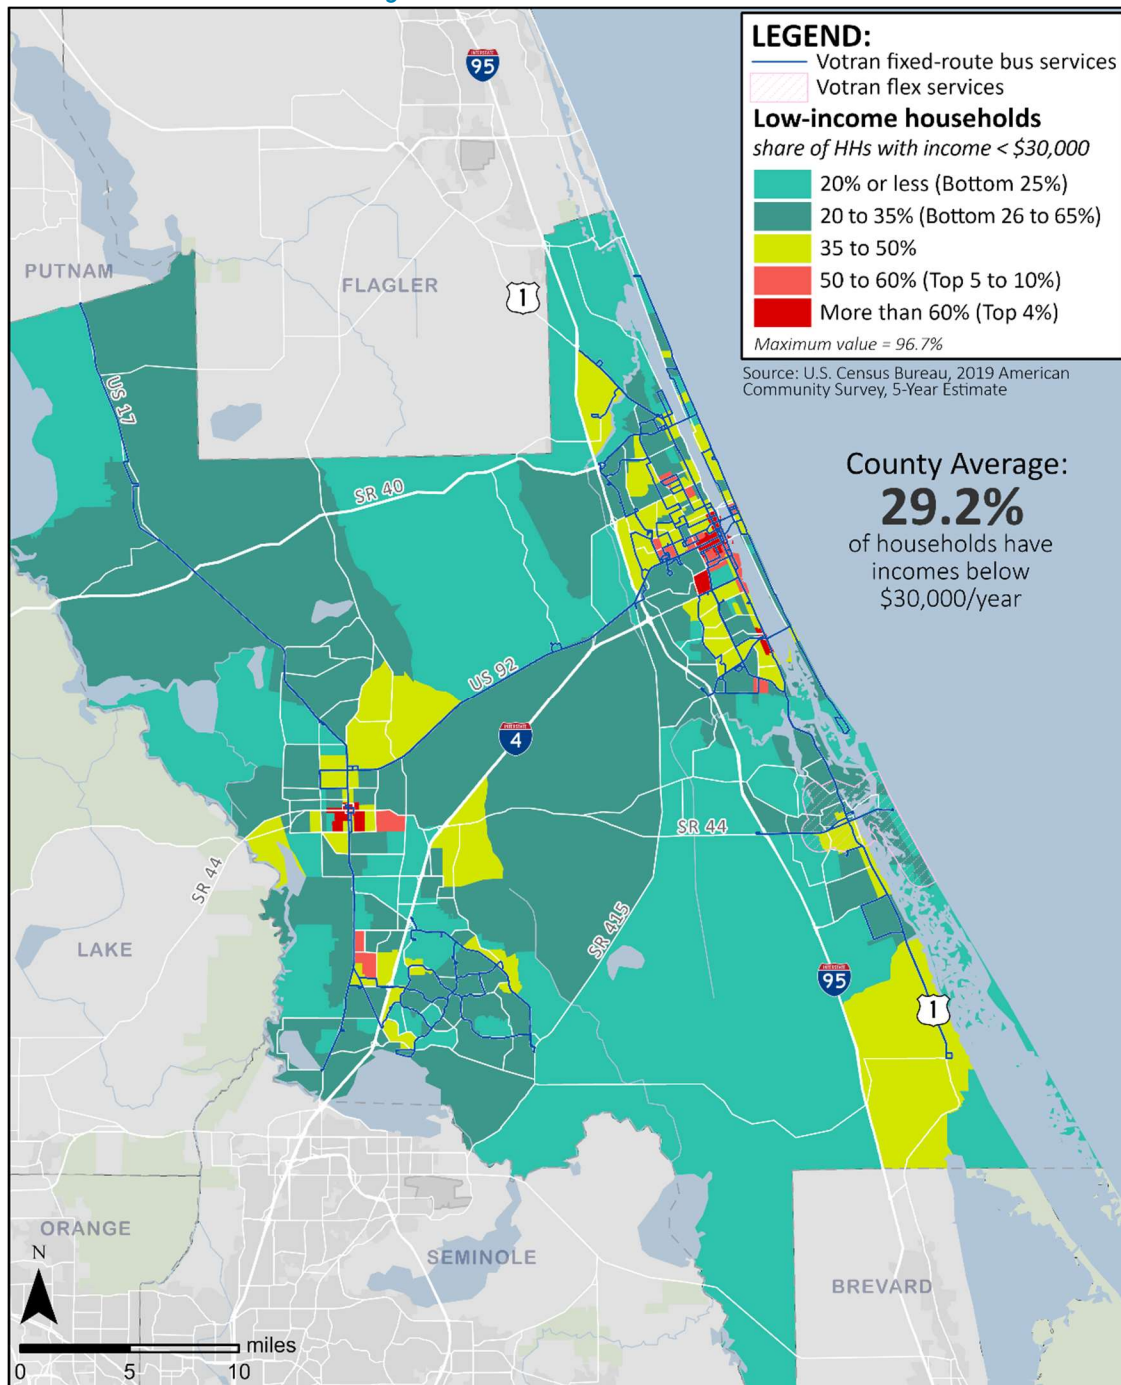 LEGEND:
Votran fixed-route bus services
Votran flex services
Low-income households
share of HHs with income < $30,000
20% or less (Bottom 25%)
20 to 35% (Bottom 26 to 65%)
35 to 50%
50 to 60% (Top 5 to 10%)
More than 60% (Top 4%)
Maximum value = 96.7%
Source: U.S. Census Bureau, 2019 American
Community Survey, 5-Year Estimate
County Average:
29.2%
of households have
incomes below
$30,000/year
INTERSTATE
95
PUTNAM
FLAGLER
1
US 17
SR 40
US 92
INTERSTATE
4
SR 44
SR 44
SR 415
LAKE
INTERSTATE
95
1
ORANGE
SEMINOLE
BREVARD
N
miles
0 5 10